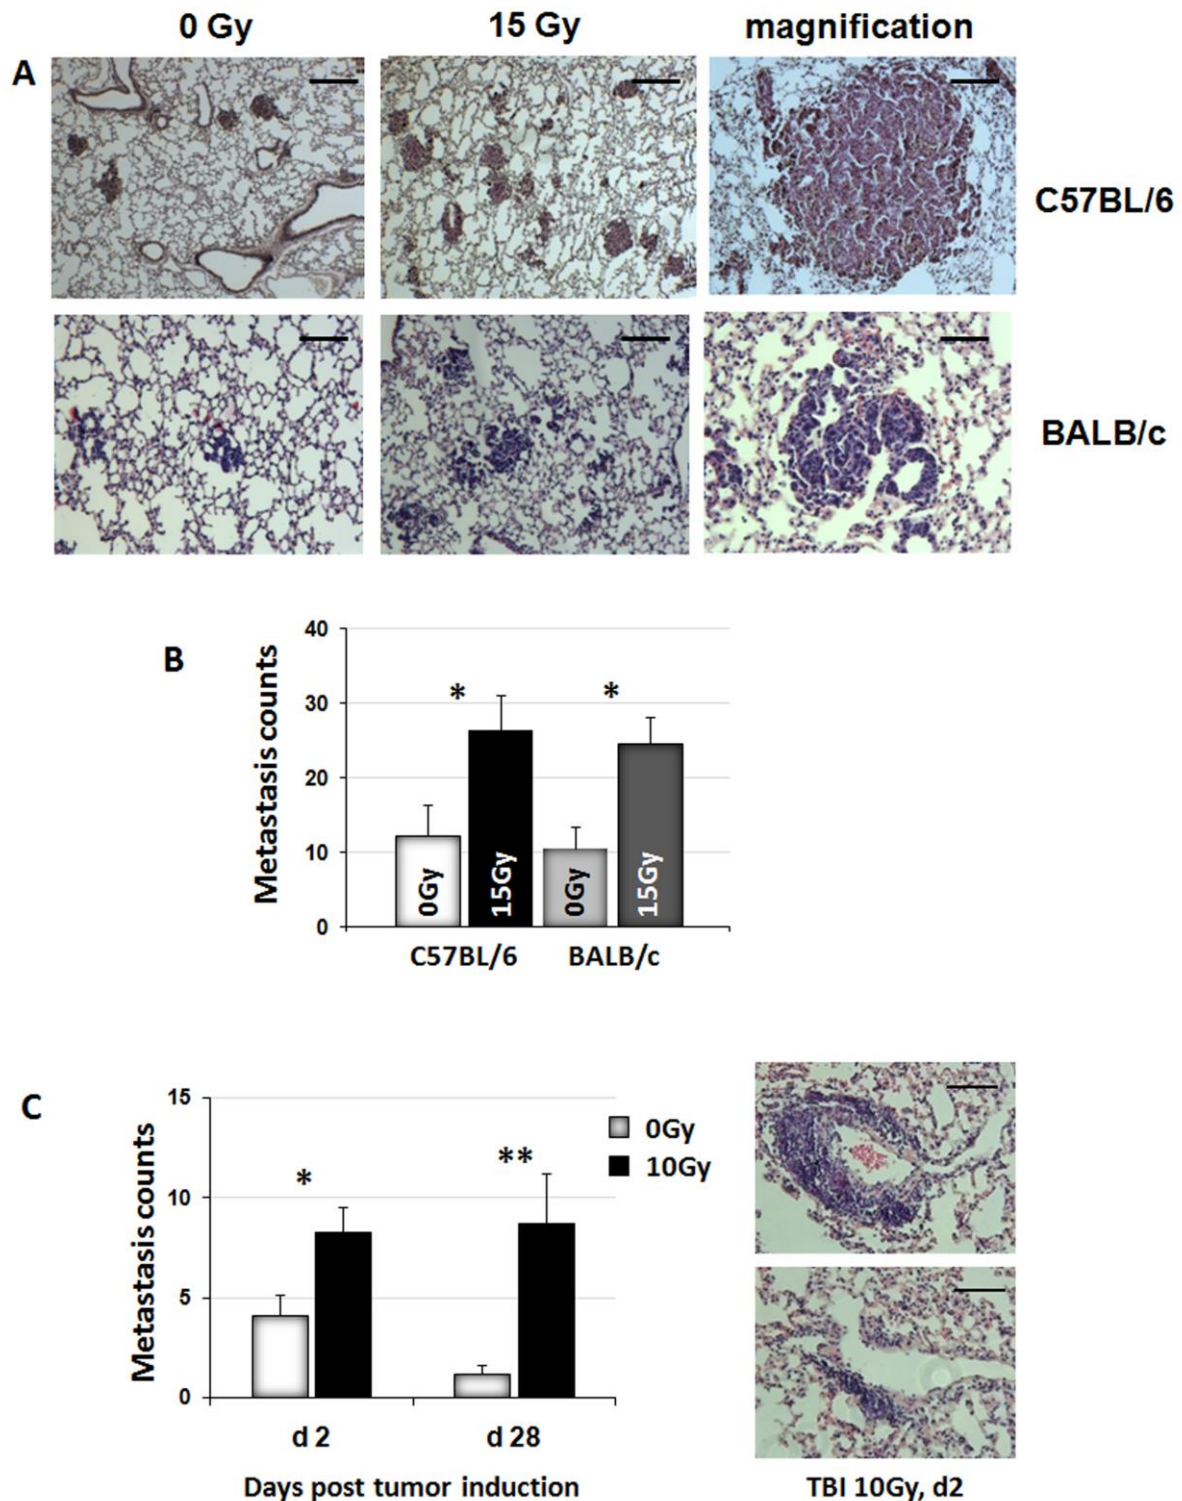 0 Gy 15 Gy magnification
A
C57BL/6
BALB/c
B
Metastasis counts
40
30
20
10
0
* *
0Gy 15Gy 0Gy 15Gy
C57BL/6 BALB/c
C
Metastasis counts
15
10
5
0
* **
0Gy
10Gy
d 2 d 28
Days post tumor induction
TBI 10Gy, d2